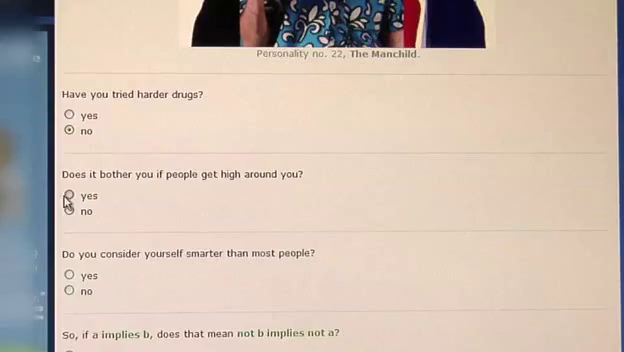 Personality no. 22, The Manchild.
Have you tried harder drugs?
yes
no
Does it bother you if people get high around you?
yes
no
Do you consider yourself smarter than most people?
yes
no
So, if a implies b, does that mean not b implies not a?